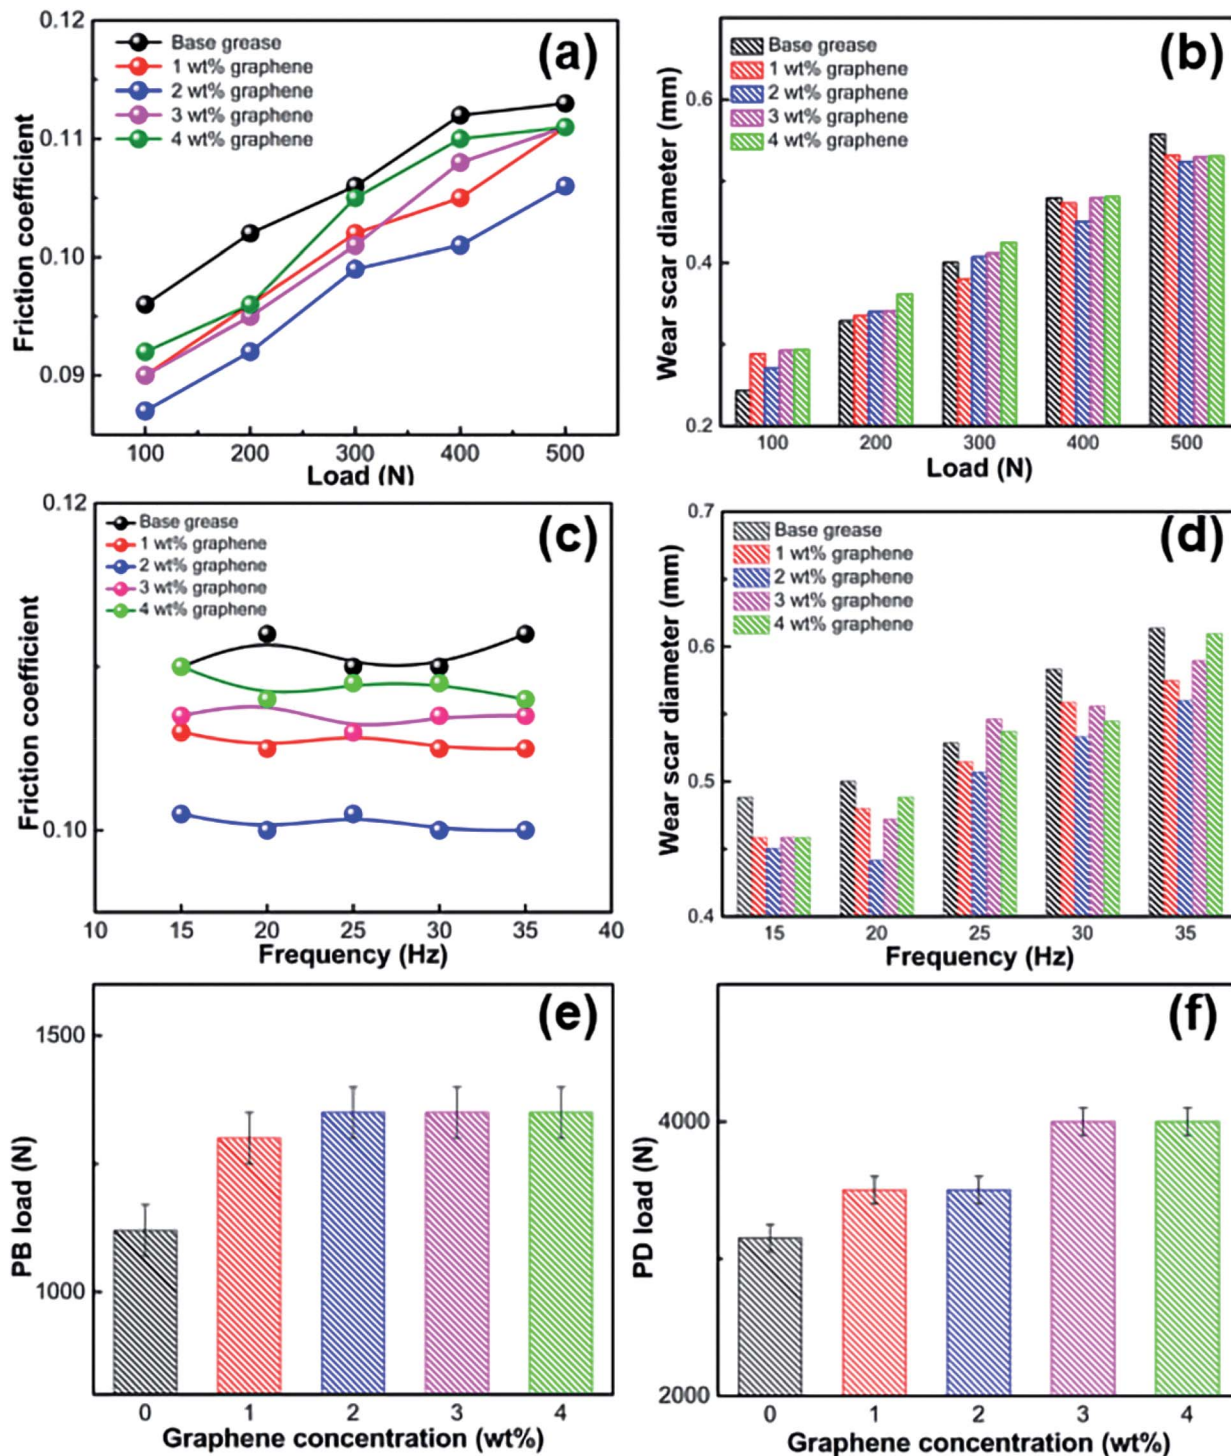 (a)
0.12
0.11
0.10
0.09
Friction coefficient
Base grease
1 wt% graphene
2 wt% graphene
3 wt% graphene
4 wt% graphene
100 200 300 400 500
Load (N)
(b)
0.6
0.4
0.2
Wear scar diameter (mm)
Base grease
1 wt% graphene
2 wt% graphene
3 wt% graphene
4 wt% graphene
100 200 300 400 500
Load (N)
(c)
0.12
0.10
Friction coefficient
Base grease
1 wt% graphene
2 wt% graphene
3 wt% graphene
4 wt% graphene
10 15 20 25 30 35 40
Frequency (Hz)
(d)
0.7
0.6
0.5
0.4
Wear scar diameter (mm)
Base grease
1 wt% graphene
2 wt% graphene
3 wt% graphene
4 wt% graphene
15 20 25 30 35
Frequency (Hz)
(e)
1500
1000
PB load (N)
0 1 2 3 4
Graphene concentration (wt%)
(f)
4000
2000
PD load (N)
0 1 2 3 4
Graphene concentration (wt%)